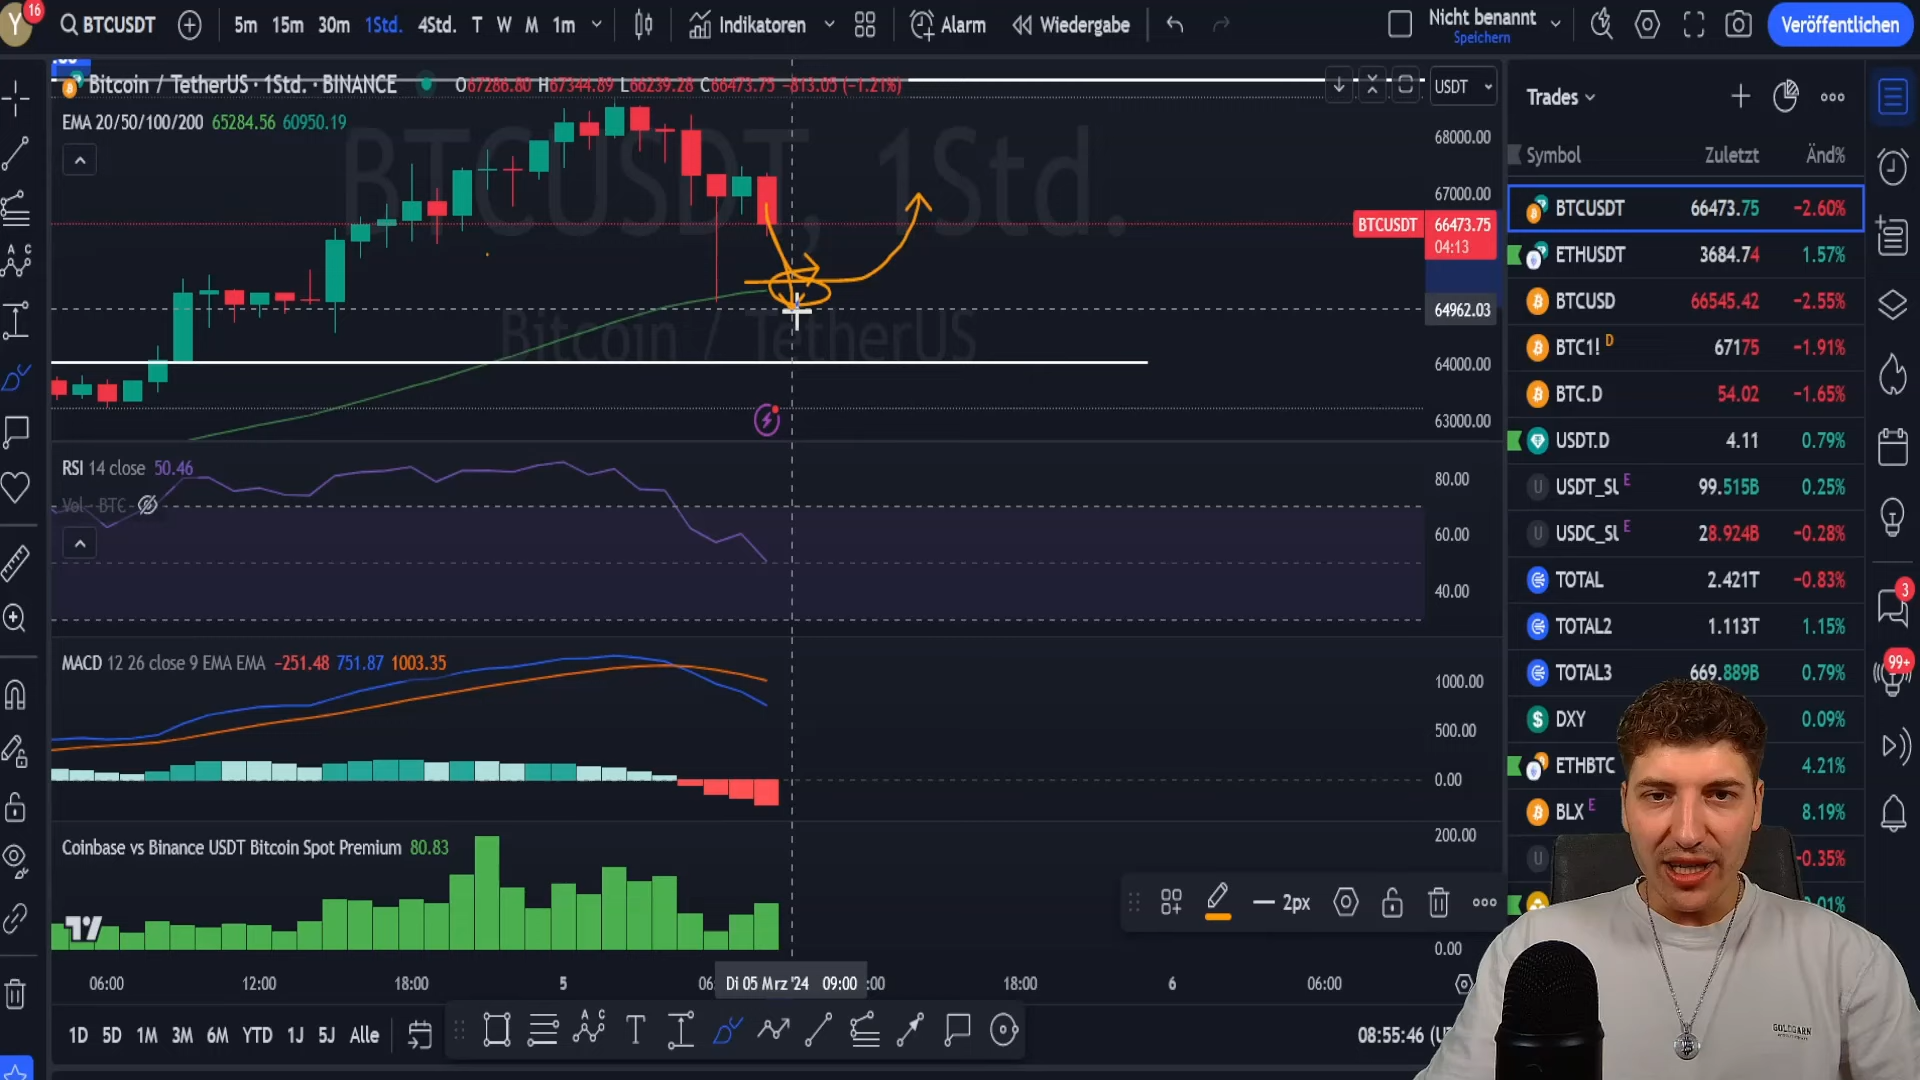 16
Y
BTCUSDT
5m 15m 30m 1Std. 4Std. T W M 1m
Indikatoren
Alarm
Wiedergabe
Nicht benannt
Speichern
Veröffentlichen
Bitcoin / TetherUS · 1Std. · BINANCE
O67286.80 H67344.89 L66239.28 C66473.75 −813.05 (−1.21%)
USDT
EMA 20/50/100/200 65284.56 60950.19
BTCUSDT, 1Std.
Bitcoin / TetherUS
68000.00
67000.00
BTCUSDT 66473.75
04:13
64962.03
64000.00
63000.00
RSI 14 close 50.46
Vol · BTC
80.00
60.00
40.00
MACD 12 26 close 9 EMA EMA −251.48 751.87 1003.35
1000.00
500.00
0.00
Coinbase vs Binance USDT Bitcoin Spot Premium 80.83
200.00
0.00
2px
06:00 12:00 18:00 5 06: Di 05 Mrz '24 09:00 :00 18:00 6 06:00
1D 5D 1M 3M 6M YTD 1J 5J Alle
T
08:55:46 (U
Trades
Symbol Zuletzt Änd%
BTCUSDT 66473.75 −2.60%
ETHUSDT 3684.74 1.57%
BTCUSD 66545.42 −2.55%
BTC1! D 67175 −1.91%
BTC.D 54.02 −1.65%
USDT.D 4.11 0.79%
U USDT_SL E 99.515B 0.25%
U USDC_SL E 28.924B −0.28%
TOTAL 2.421T −0.83%
TOTAL2 1.113T 1.15%
TOTAL3 669.889B 0.79%
DXY 0.09%
ETHBTC 4.21%
BLX E 8.19%
U −0.35%
.01%
3
99+
GOLDGARN